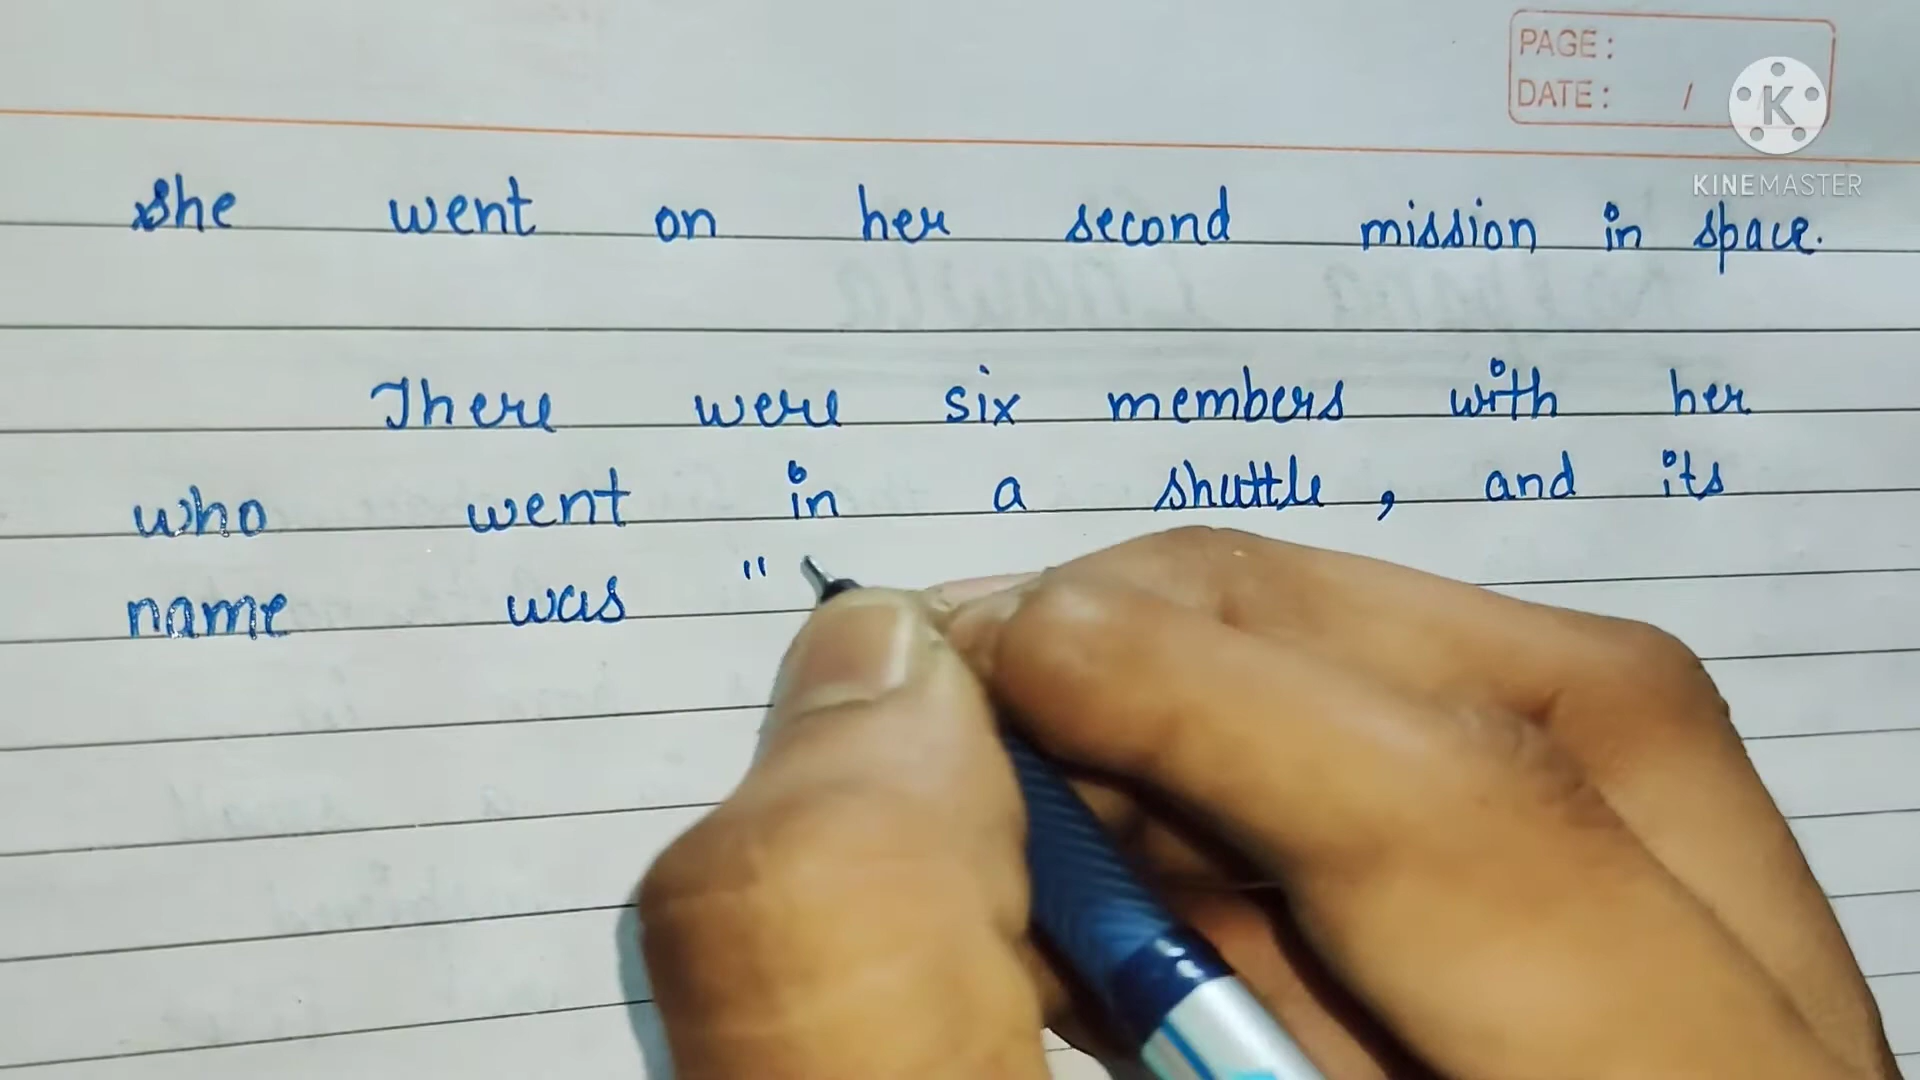 PAGE:
DATE: /
K
KINEMASTER
She went on her second mission in space.
There were six members with her
who went in a shuttle, and its
name was "